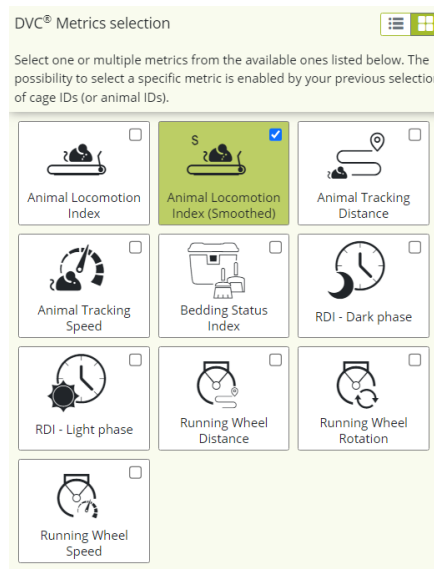 DVC® Metrics selection
Select one or multiple metrics from the available ones listed below. The
possibility to select a specific metric is enabled by your previous selection
of cage IDs (or animal IDs).
Animal Locomotion
Index
S
Animal Locomotion
Index (Smoothed)
Animal Tracking
Distance
Animal Tracking
Speed
Bedding Status
Index
RDI - Dark phase
RDI - Light phase
Running Wheel
Distance
Running Wheel
Rotation
Running Wheel
Speed